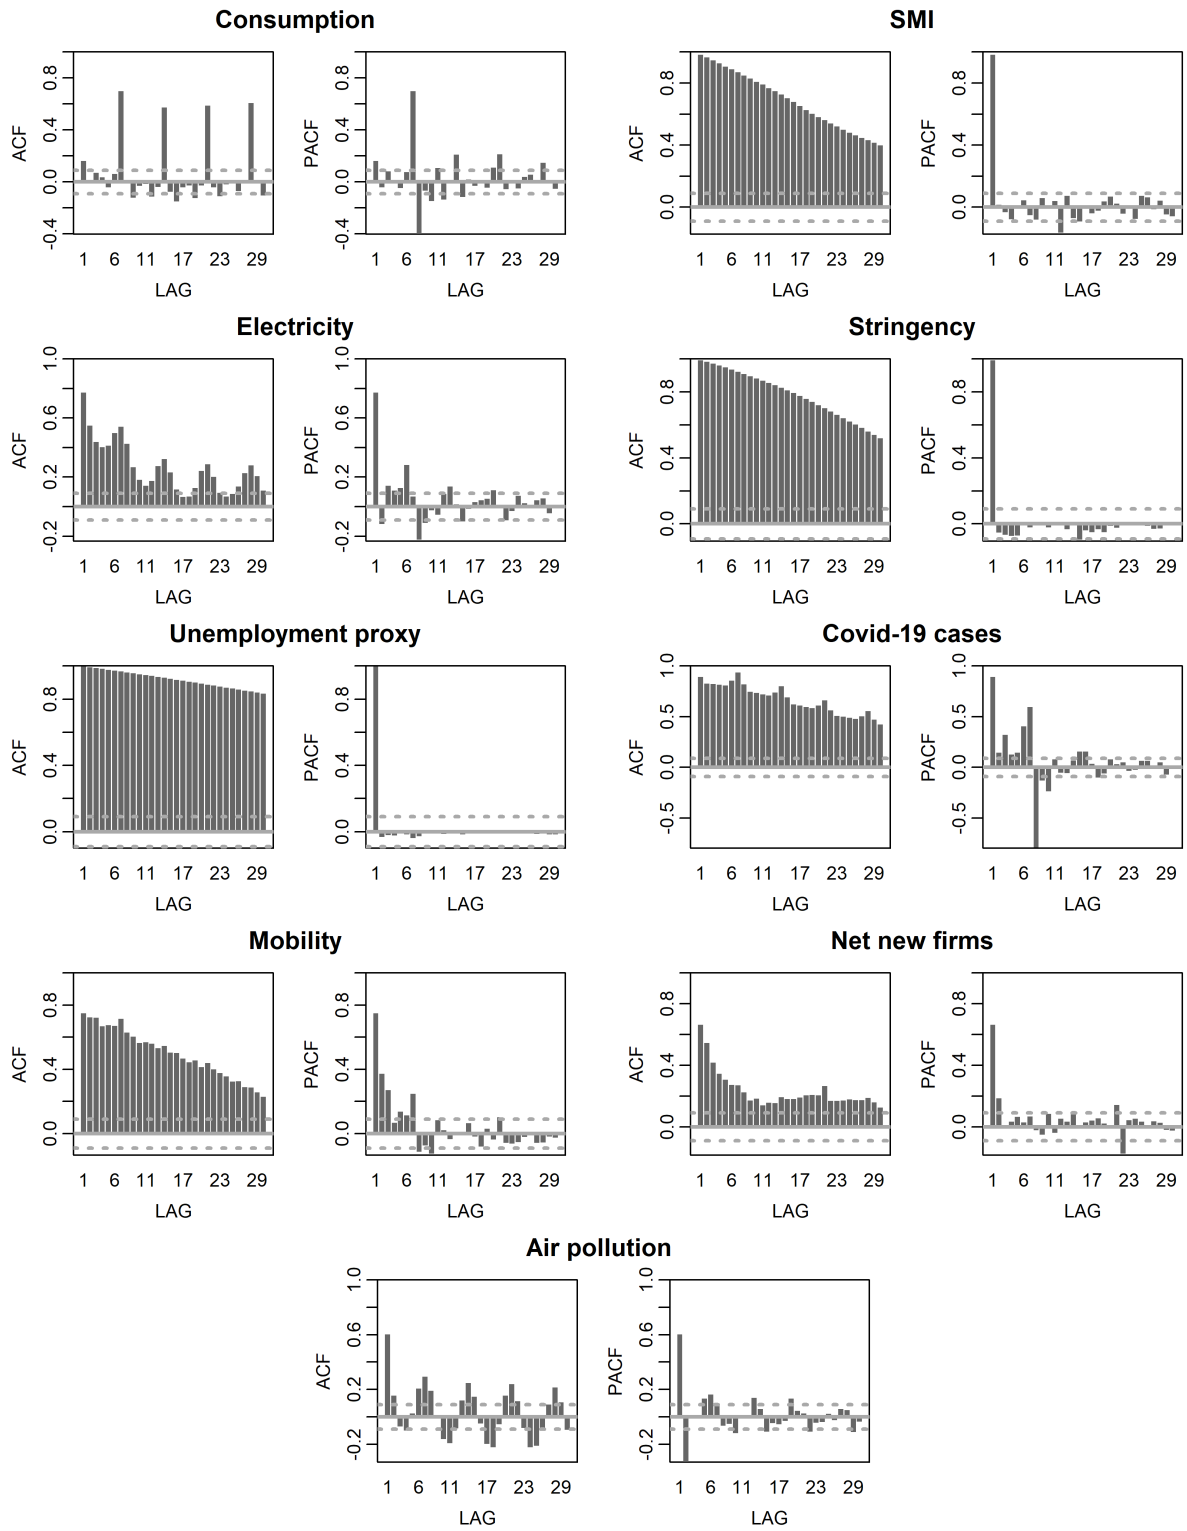 Consumption
SMI
ACF
-0.4 0.0 0.4 0.8
1 6 11 17 23 29
LAG
PACF
-0.4 0.0 0.4 0.8
1 6 11 17 23 29
LAG
ACF
0.0 0.4 0.8
1 6 11 17 23 29
LAG
PACF
0.0 0.4 0.8
1 6 11 17 23 29
LAG
Electricity
Stringency
ACF
-0.2 0.2 0.6 1.0
1 6 11 17 23 29
LAG
PACF
-0.2 0.2 0.6 1.0
1 6 11 17 23 29
LAG
ACF
0.0 0.4 0.8
1 6 11 17 23 29
LAG
PACF
0.0 0.4 0.8
1 6 11 17 23 29
LAG
Unemployment proxy
Covid-19 cases
ACF
0.0 0.4 0.8
1 6 11 17 23 29
LAG
PACF
0.0 0.4 0.8
1 6 11 17 23 29
LAG
ACF
-0.5 0.0 0.5 1.0
1 6 11 17 23 29
LAG
PACF
-0.5 0.0 0.5 1.0
1 6 11 17 23 29
LAG
Mobility
Net new firms
ACF
0.0 0.4 0.8
1 6 11 17 23 29
LAG
PACF
0.0 0.4 0.8
1 6 11 17 23 29
LAG
ACF
0.0 0.4 0.8
1 6 11 17 23 29
LAG
PACF
0.0 0.4 0.8
1 6 11 17 23 29
LAG
Air pollution
ACF
-0.2 0.2 0.6 1.0
1 6 11 17 23 29
LAG
PACF
-0.2 0.2 0.6 1.0
1 6 11 17 23 29
LAG